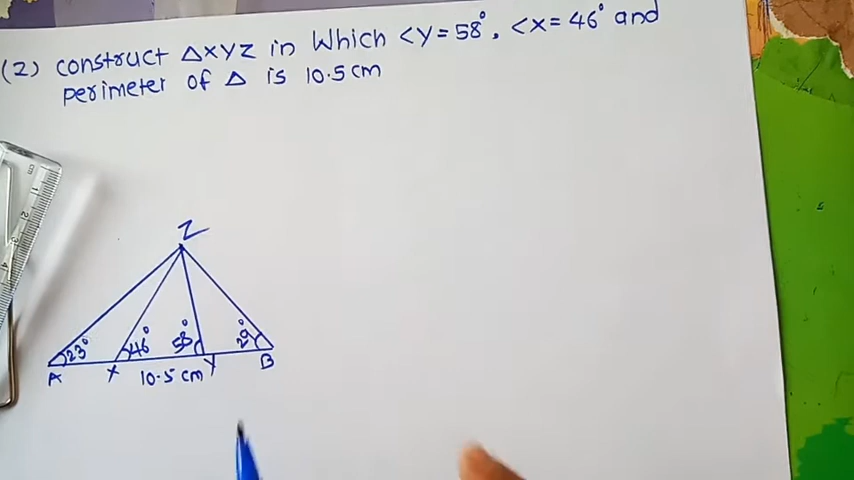 (2) construct △XYZ in Which <Y = 58°, <X = 46° and
perimeter of △ is 10.5 cm
Z
23° 46° 58° 29°
A X Y B
10.5 cm